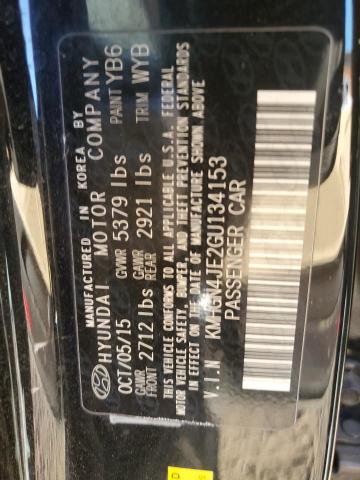 MANUFACTURED IN KOREA BY
HYUNDAI MOTOR COMPANY
OCT/05/15 GVWR 5379 lbs PAINT YB6
GAWR FRONT 2712 lbs GAWR REAR 2921 lbs TRIM WYB
THIS VEHICLE CONFORMS TO ALL APPLICABLE U.S.A. FEDERAL
MOTOR VEHICLE SAFETY, BUMPER, AND THEFT PREVENTION STANDARDS
IN EFFECT ON THE DATE OF MANUFACTURE SHOWN ABOVE
V.I.N KMHGN4JE2GU134153
PASSENGER CAR
D